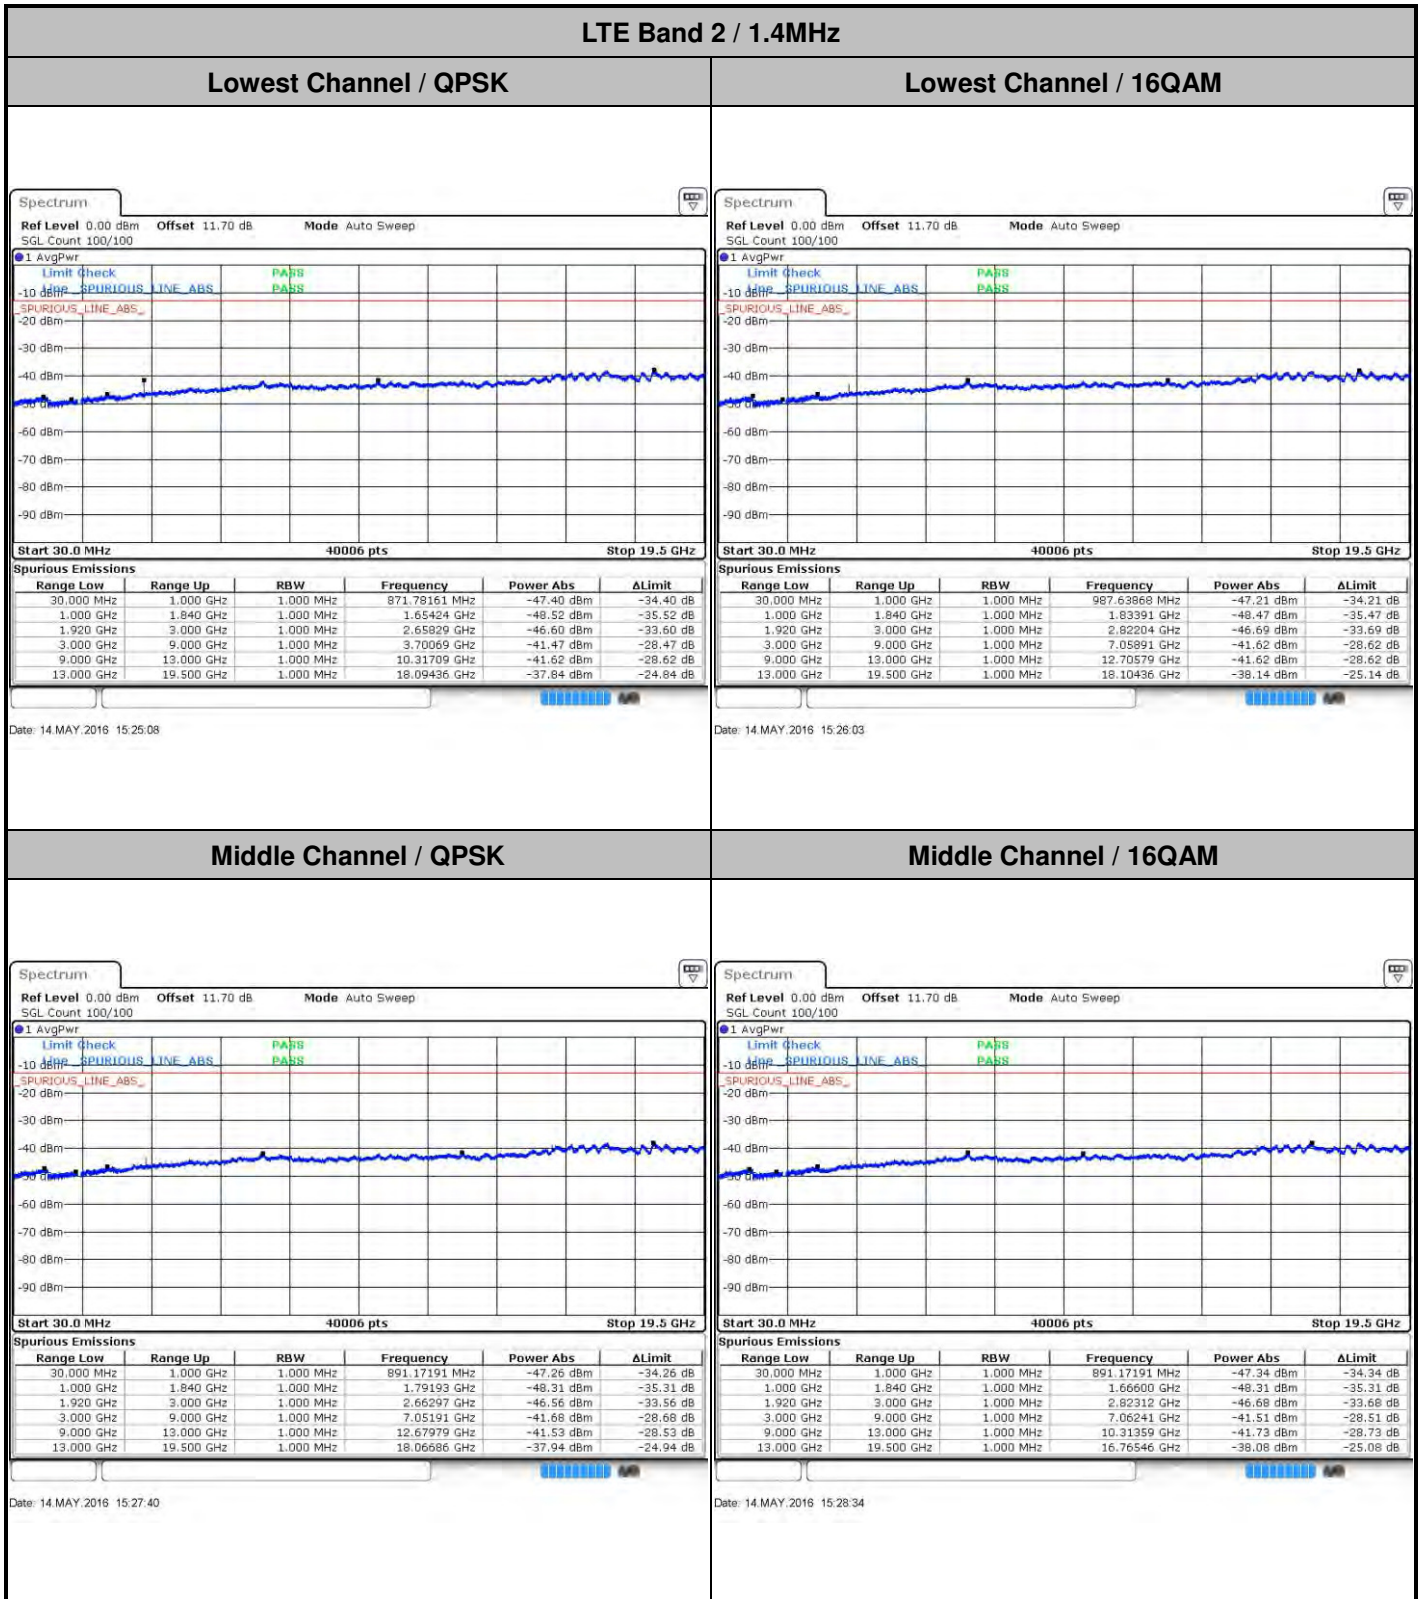 LTE Band 2 / 1.4MHz
Lowest Channel / QPSK
Lowest Channel / 16QAM
Spectrum
Ref Level 0.00 dBm Offset 11.70 dB Mode Auto Sweep
SGL Count 100/100
1 AvgPwr
Limit Check PASS
-10 dBm Line _SPURIOUS_LINE_ABS_ PASS
_SPURIOUS_LINE_ABS_
-20 dBm
-30 dBm
-40 dBm
-50 dBm
-60 dBm
-70 dBm
-80 dBm
-90 dBm
Start 30.0 MHz 40006 pts Stop 19.5 GHz
Spurious Emissions
Range Low Range Up RBW Frequency Power Abs ΔLimit
30.000 MHz 1.000 GHz 1.000 MHz 871.78161 MHz -47.40 dBm -34.40 dB
1.000 GHz 1.840 GHz 1.000 MHz 1.65424 GHz -48.52 dBm -35.52 dB
1.920 GHz 3.000 GHz 1.000 MHz 2.65829 GHz -46.60 dBm -33.60 dB
3.000 GHz 9.000 GHz 1.000 MHz 3.70069 GHz -41.47 dBm -28.47 dB
9.000 GHz 13.000 GHz 1.000 MHz 10.31709 GHz -41.62 dBm -28.62 dB
13.000 GHz 19.500 GHz 1.000 MHz 18.09436 GHz -37.84 dBm -24.84 dB
Date: 14.MAY.2016 15:25:08
Spectrum
Ref Level 0.00 dBm Offset 11.70 dB Mode Auto Sweep
SGL Count 100/100
1 AvgPwr
Limit Check PASS
-10 dBm Line _SPURIOUS_LINE_ABS_ PASS
_SPURIOUS_LINE_ABS_
-20 dBm
-30 dBm
-40 dBm
-50 dBm
-60 dBm
-70 dBm
-80 dBm
-90 dBm
Start 30.0 MHz 40006 pts Stop 19.5 GHz
Spurious Emissions
Range Low Range Up RBW Frequency Power Abs ΔLimit
30.000 MHz 1.000 GHz 1.000 MHz 987.63868 MHz -47.21 dBm -34.21 dB
1.000 GHz 1.840 GHz 1.000 MHz 1.83391 GHz -48.47 dBm -35.47 dB
1.920 GHz 3.000 GHz 1.000 MHz 2.82204 GHz -46.69 dBm -33.69 dB
3.000 GHz 9.000 GHz 1.000 MHz 7.05891 GHz -41.62 dBm -28.62 dB
9.000 GHz 13.000 GHz 1.000 MHz 12.70579 GHz -41.62 dBm -28.62 dB
13.000 GHz 19.500 GHz 1.000 MHz 18.10436 GHz -38.14 dBm -25.14 dB
Date: 14.MAY.2016 15:26:03
Middle Channel / QPSK
Middle Channel / 16QAM
Spectrum
Ref Level 0.00 dBm Offset 11.70 dB Mode Auto Sweep
SGL Count 100/100
1 AvgPwr
Limit Check PASS
-10 dBm Line _SPURIOUS_LINE_ABS_ PASS
_SPURIOUS_LINE_ABS_
-20 dBm
-30 dBm
-40 dBm
-50 dBm
-60 dBm
-70 dBm
-80 dBm
-90 dBm
Start 30.0 MHz 40006 pts Stop 19.5 GHz
Spurious Emissions
Range Low Range Up RBW Frequency Power Abs ΔLimit
30.000 MHz 1.000 GHz 1.000 MHz 891.17191 MHz -47.26 dBm -34.26 dB
1.000 GHz 1.840 GHz 1.000 MHz 1.79193 GHz -48.31 dBm -35.31 dB
1.920 GHz 3.000 GHz 1.000 MHz 2.66297 GHz -46.56 dBm -33.56 dB
3.000 GHz 9.000 GHz 1.000 MHz 7.05191 GHz -41.68 dBm -28.68 dB
9.000 GHz 13.000 GHz 1.000 MHz 12.67979 GHz -41.53 dBm -28.53 dB
13.000 GHz 19.500 GHz 1.000 MHz 18.06686 GHz -37.94 dBm -24.94 dB
Date: 14.MAY.2016 15:27:40
Spectrum
Ref Level 0.00 dBm Offset 11.70 dB Mode Auto Sweep
SGL Count 100/100
1 AvgPwr
Limit Check PASS
-10 dBm Line _SPURIOUS_LINE_ABS_ PASS
_SPURIOUS_LINE_ABS_
-20 dBm
-30 dBm
-40 dBm
-50 dBm
-60 dBm
-70 dBm
-80 dBm
-90 dBm
Start 30.0 MHz 40006 pts Stop 19.5 GHz
Spurious Emissions
Range Low Range Up RBW Frequency Power Abs ΔLimit
30.000 MHz 1.000 GHz 1.000 MHz 891.17191 MHz -47.34 dBm -34.34 dB
1.000 GHz 1.840 GHz 1.000 MHz 1.66600 GHz -48.31 dBm -35.31 dB
1.920 GHz 3.000 GHz 1.000 MHz 2.82312 GHz -46.68 dBm -33.68 dB
3.000 GHz 9.000 GHz 1.000 MHz 7.06241 GHz -41.51 dBm -28.51 dB
9.000 GHz 13.000 GHz 1.000 MHz 10.31359 GHz -41.73 dBm -28.73 dB
13.000 GHz 19.500 GHz 1.000 MHz 16.76546 GHz -38.08 dBm -25.08 dB
Date: 14.MAY.2016 15:28:34